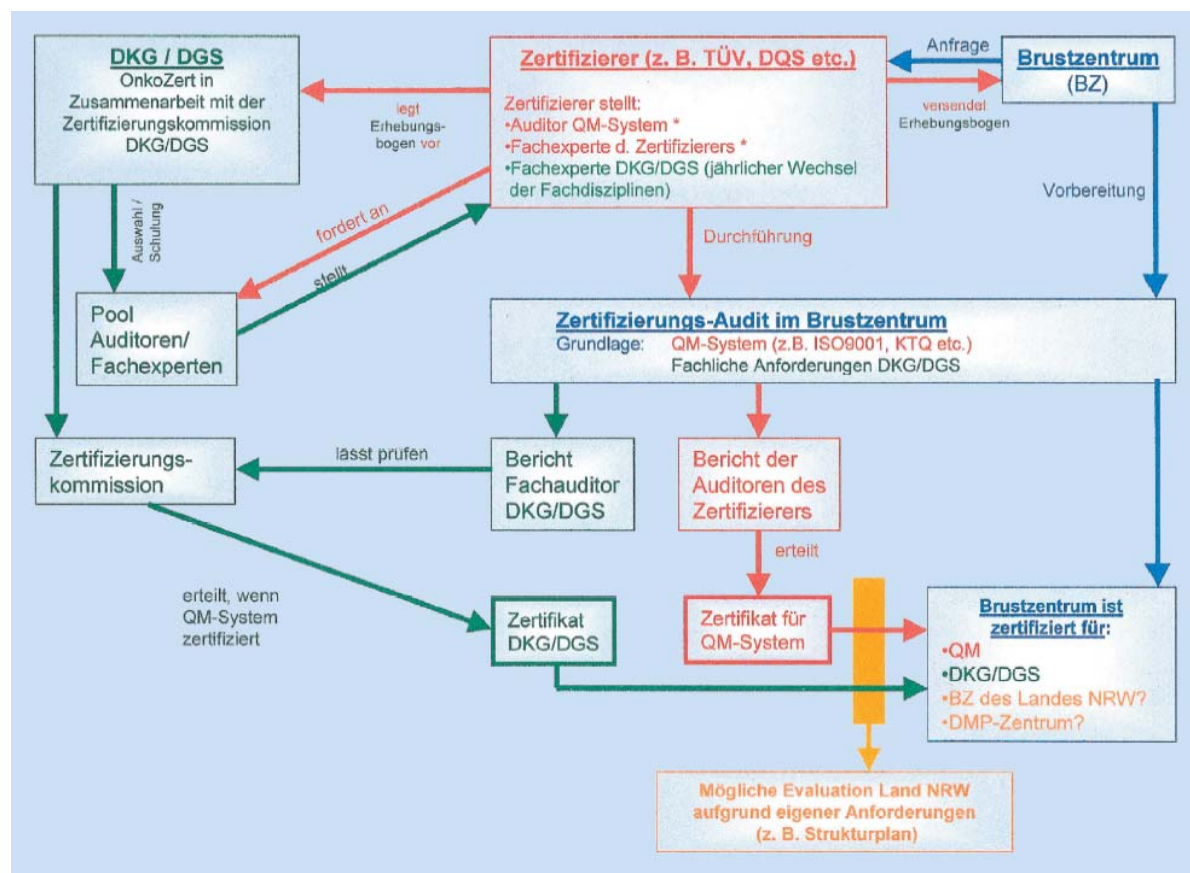 DKG / DGS
OnkoZert in
Zusammenarbeit mit der
Zertifizierungskommission
DKG/DGS
legt
Erhebungs-
bogen vor
Zertifizierer (z. B. TÜV, DQS etc.)
Zertifizierer stellt:
•Auditor QM-System *
•Fachexperte d. Zertifizierers *
•Fachexperte DKG/DGS (jährlicher Wechsel
der Fachdisziplinen)
Anfrage
versendet
Erhebungsbogen
Brustzentrum
(BZ)
Vorbereitung
Auswahl /
Schulung
fordert an
stellt
Durchführung
Pool
Auditoren/
Fachexperten
Zertifizierungs-Audit im Brustzentrum
Grundlage: QM-System (z.B. ISO9001, KTQ etc.)
Fachliche Anforderungen DKG/DGS
Zertifizierungs-
kommission
lässt prüfen
Bericht
Fachauditor
DKG/DGS
Bericht der
Auditoren des
Zertifizierers
erteilt
erteilt, wenn
QM-System
zertifiziert
Zertifikat
DKG/DGS
Zertifikat für
QM-System
Brustzentrum ist
zertifiziert für:
•QM
•DKG/DGS
•BZ des Landes NRW?
•DMP-Zentrum?
Mögliche Evaluation Land NRW
aufgrund eigener Anforderungen
(z. B. Strukturplan)